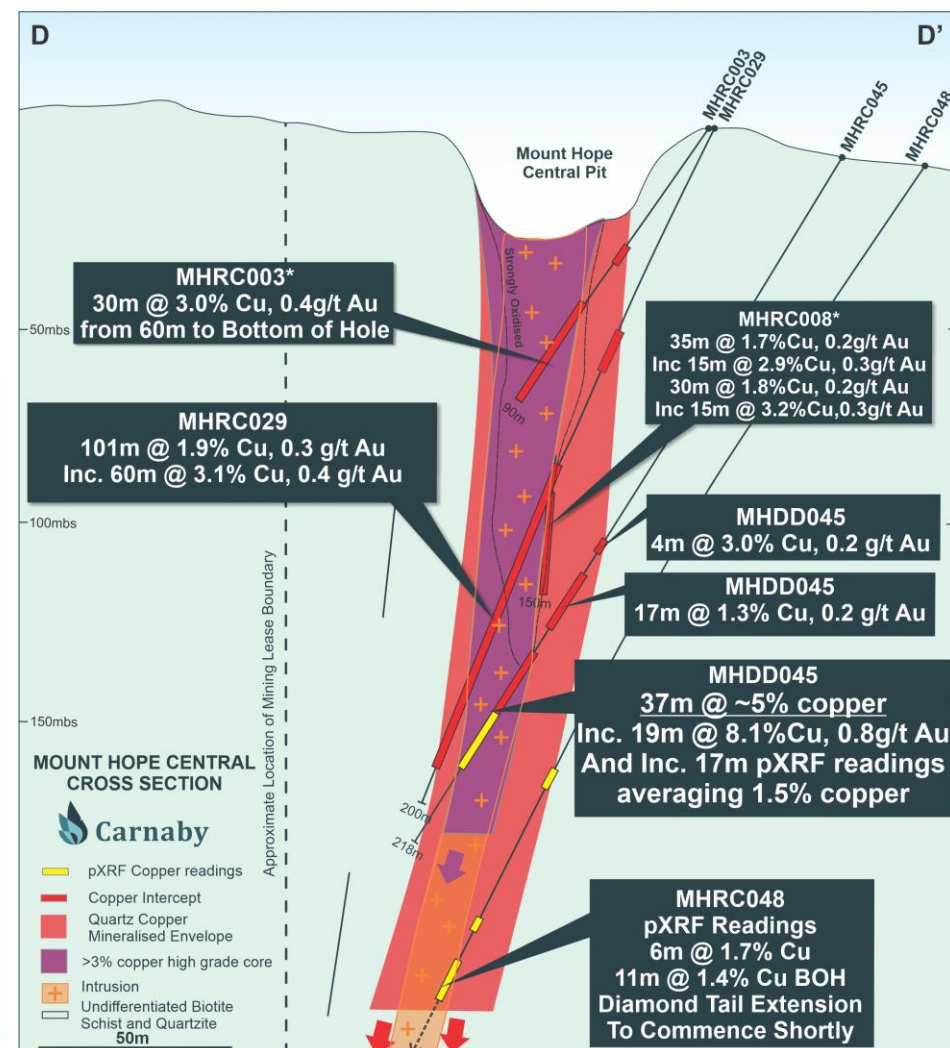 D
D'
MHRC003
MHRC029
MHRC045
MHRC048
Mount Hope
Central Pit
Strongly Oxidised
MHRC003*
30m @ 3.0% Cu, 0.4g/t Au
from 60m to Bottom of Hole
50mbs
MHRC008*
35m @ 1.7%Cu, 0.2g/t Au
Inc 15m @ 2.9%Cu, 0.3g/t Au
30m @ 1.8%Cu, 0.2g/t Au
Inc 15m @ 3.2%Cu,0.3g/t Au
90m
MHRC029
101m @ 1.9% Cu, 0.3 g/t Au
Inc. 60m @ 3.1% Cu, 0.4 g/t Au
100mbs
MHDD045
4m @ 3.0% Cu, 0.2 g/t Au
150m
MHDD045
17m @ 1.3% Cu, 0.2 g/t Au
MHDD045
37m @ ~5% copper
Inc. 19m @ 8.1%Cu, 0.8g/t Au
And Inc. 17m pXRF readings
averaging 1.5% copper
150mbs
Approximate Location of Mining Lease Boundary
200m
218m
MOUNT HOPE CENTRAL
CROSS SECTION
Carnaby
pXRF Copper readings
Copper Intercept
Quartz Copper
Mineralised Envelope
>3% copper high grade core
Intrusion
Undifferentiated Biotite
Schist and Quartzite
50m
MHRC048
pXRF Readings
6m @ 1.7% Cu
11m @ 1.4% Cu BOH
Diamond Tail Extension
To Commence Shortly